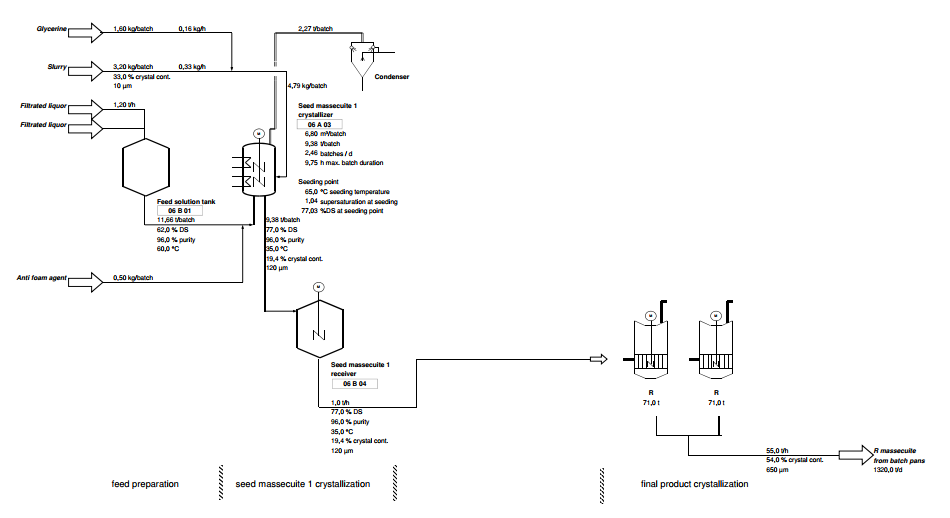 Glycerine
1,60 kg/batch
0,16 kg/h
2,27 t/batch
Slurry
3,20 kg/batch
0,33 kg/h
33,0 % crystal cont.
10 µm
Condenser
4,79 kg/batch
Filtrated liquor
1,20 t/h
Filtrated liquor
Seed massecuite 1
crystallizer
06 A 03
6,80 m³/batch
9,38 t/batch
2,46 batches / d
9,75 h max. batch duration
M
Seeding point
65,0 °C seeding temperature
1,04 supersaturation at seeding
77,03 %DS at seeding point
Feed solution tank
06 B 01
11,66 t/batch
62,0 % DS
96,0 % purity
60,0 °C
9,38 t/batch
77,0 % DS
96,0 % purity
35,0 °C
19,4 % crystal cont.
120 µm
Anti foam agent
0,50 kg/batch
M
Seed massecuite 1
receiver
06 B 04
1,0 t/h
77,0 % DS
96,0 % purity
35,0 °C
19,4 % crystal cont.
120 µm
M
M
R
71,0 t
R
71,0 t
55,0 t/h
54,0 % crystal cont.
650 µm
R massecuite
from batch pans
1320,0 t/d
feed preparation
seed massecuite 1 crystallization
final product crystallization